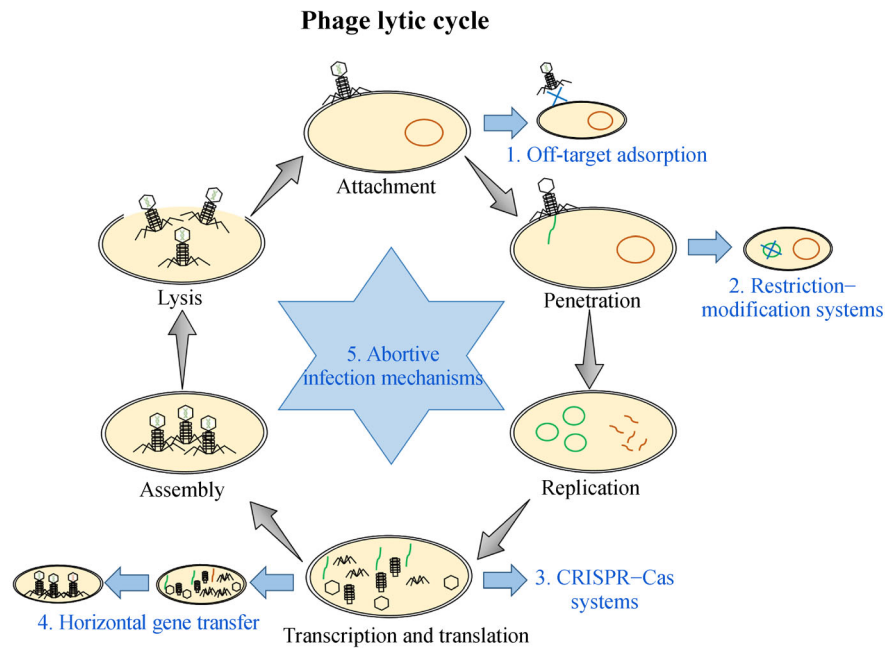 Phage lytic cycle
Attachment
1. Off-target adsorption
Penetration
2. Restriction−
modification systems
Replication
3. CRISPR−Cas
systems
Transcription and translation
4. Horizontal gene transfer
Assembly
Lysis
5. Abortive
infection mechanisms